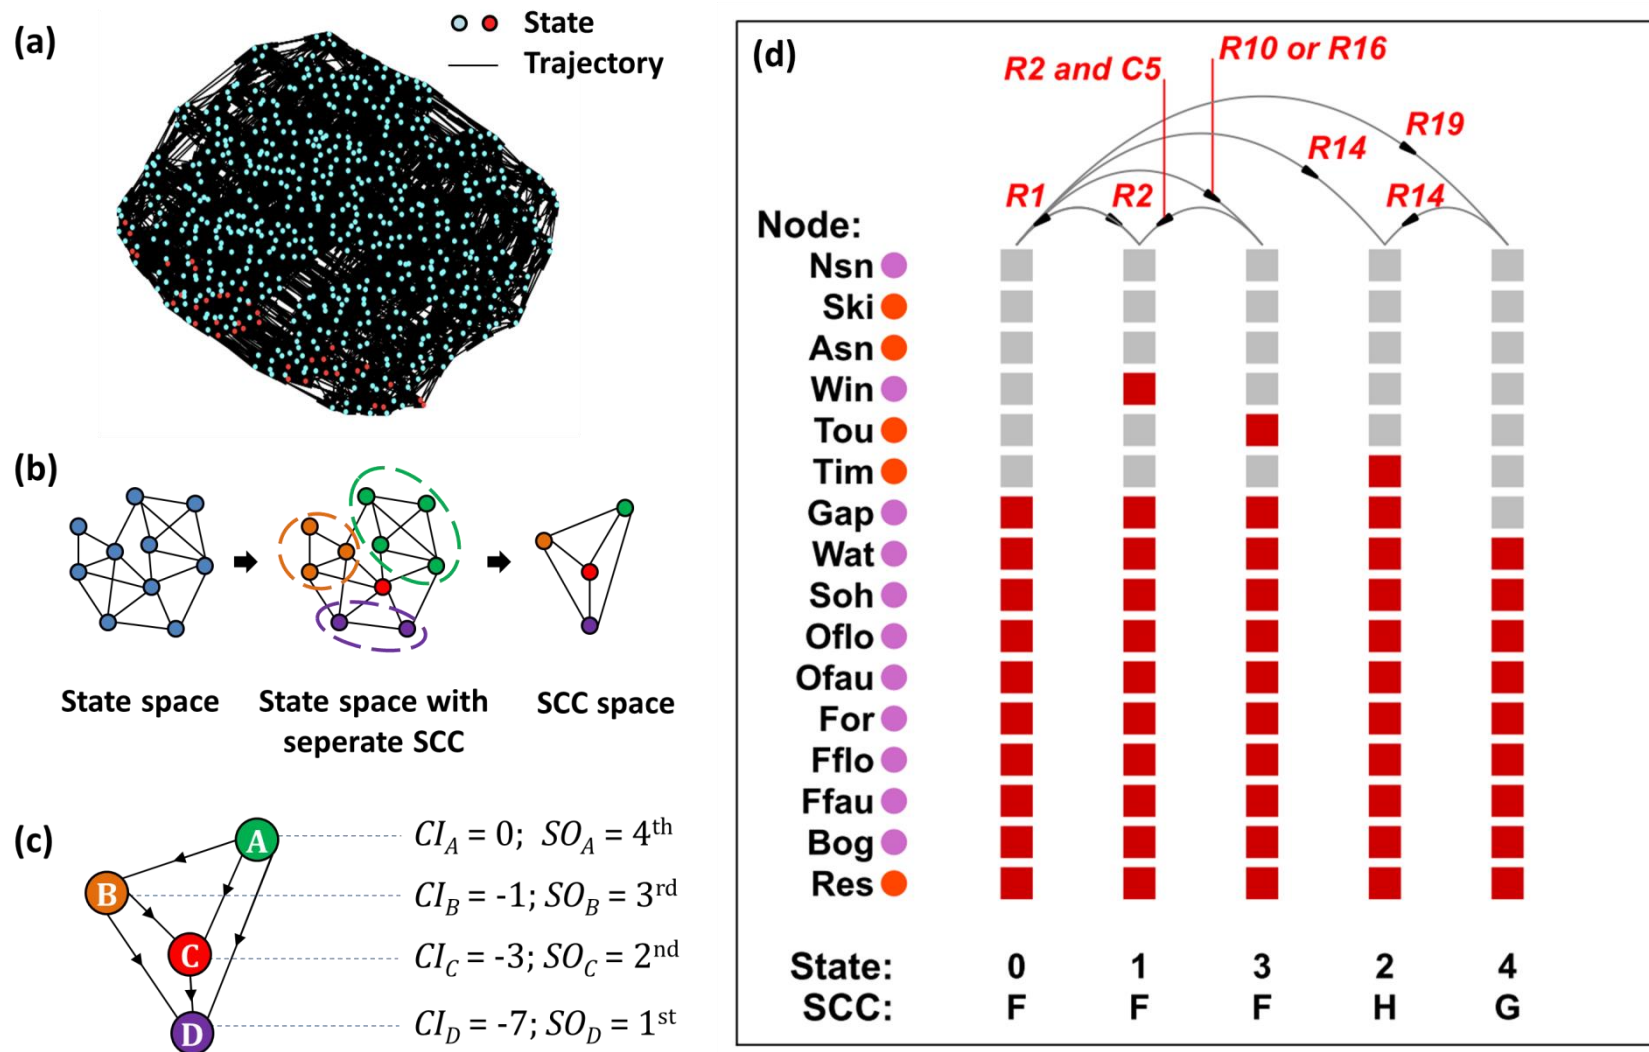 (a)
State
Trajectory
(b)
State space
State space with
seperate SCC
SCC space
(c)
A
B
C
D
CI_A = 0; SO_A = 4th
CI_B = -1; SO_B = 3rd
CI_C = -3; SO_C = 2nd
CI_D = -7; SO_D = 1st
(d)
R2 and C5
R10 or R16
R19
R14
R1
R2
R14
Node:
Nsn
Ski
Asn
Win
Tou
Tim
Gap
Wat
Soh
Oflo
Ofau
For
Fflo
Ffau
Bog
Res
State: 0 1 3 2 4
SCC: F F F H G